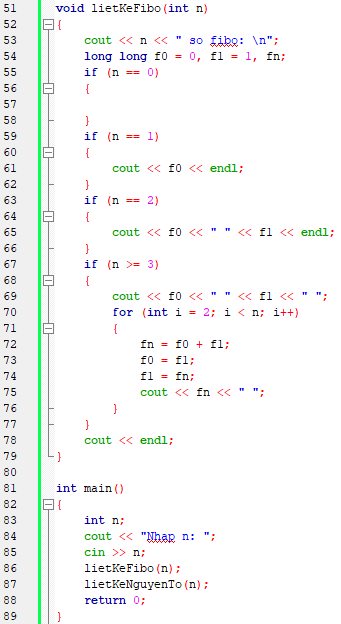 51 void lietKeFibo(int n)
52 {
53     cout << n << " so fibo: \n";
54     long long f0 = 0, f1 = 1, fn;
55     if (n == 0)
56     {
57
58     }
59     if (n == 1)
60     {
61         cout << f0 << endl;
62     }
63     if (n == 2)
64     {
65         cout << f0 << " " << f1 << endl;
66     }
67     if (n >= 3)
68     {
69         cout << f0 << " " << f1 << " ";
70         for (int i = 2; i < n; i++)
71         {
72             fn = f0 + f1;
73             f0 = f1;
74             f1 = fn;
75             cout << fn << " ";
76         }
77     }
78     cout << endl;
79 }
80
81 int main()
82 {
83     int n;
84     cout << "Nhap n: ";
85     cin >> n;
86     lietKeFibo(n);
87     lietKeNguyenTo(n);
88     return 0;
89 }